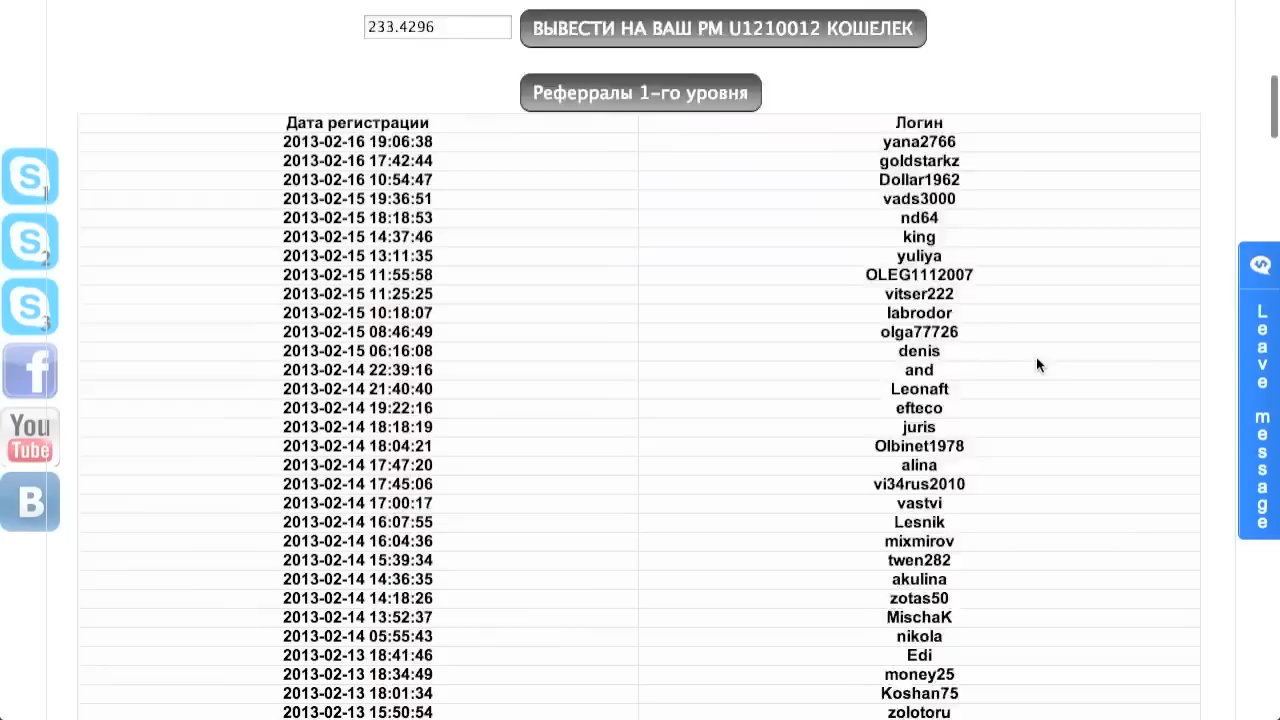 233.4296 ВЫВЕСТИ НА ВАШ PM U1210012 КОШЕЛЕК
Реферралы 1-го уровня
Дата регистрации Логин
2013-02-16 19:06:38 yana2766
2013-02-16 17:42:44 goldstarkz
2013-02-16 10:54:47 Dollar1962
2013-02-15 19:36:51 vads3000
2013-02-15 18:18:53 nd64
2013-02-15 14:37:46 king
2013-02-15 13:11:35 yuliya
2013-02-15 11:55:58 OLEG1112007
2013-02-15 11:25:25 vitser222
2013-02-15 10:18:07 labrodor
2013-02-15 08:46:49 olga77726
2013-02-15 06:16:08 denis
2013-02-14 22:39:16 and
2013-02-14 21:40:40 Leonaft
2013-02-14 19:22:16 efteco
2013-02-14 18:18:19 juris
2013-02-14 18:04:21 Olbinet1978
2013-02-14 17:47:20 alina
2013-02-14 17:45:06 vi34rus2010
2013-02-14 17:00:17 vastvi
2013-02-14 16:07:55 Lesnik
2013-02-14 16:04:36 mixmirov
2013-02-14 15:39:34 twen282
2013-02-14 14:36:35 akulina
2013-02-14 14:18:26 zotas50
2013-02-14 13:52:37 MischaK
2013-02-14 05:55:43 nikola
2013-02-13 18:41:46 Edi
2013-02-13 18:34:49 money25
2013-02-13 18:01:34 Koshan75
2013-02-13 15:50:54 zolotoru
S 1
S 2
S 3
f
You
Tube
B
Leave message